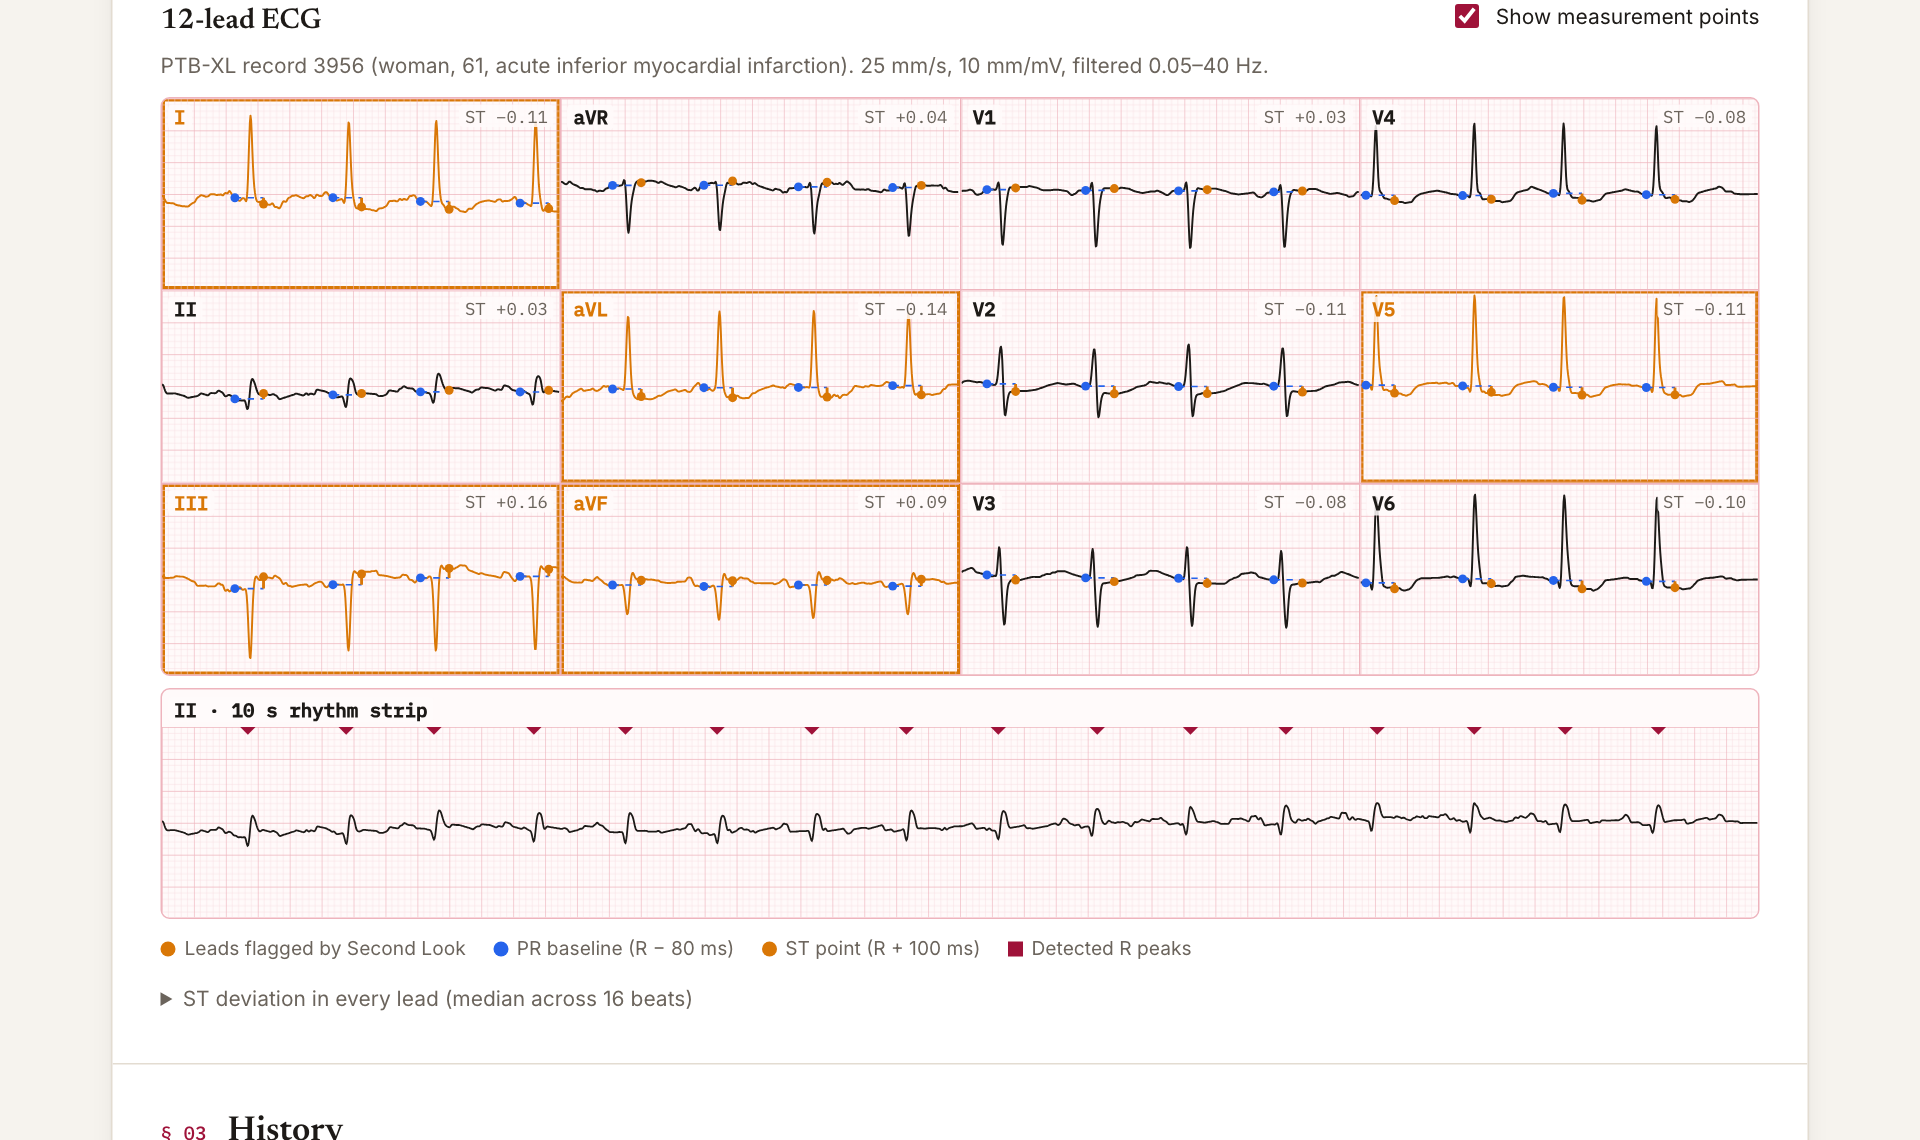 12-lead ECG
Show measurement points
PTB-XL record 3956 (woman, 61, acute inferior myocardial infarction). 25 mm/s, 10 mm/mV, filtered 0.05–40 Hz.
I ST −0.11
aVR ST +0.04
V1 ST +0.03
V4 ST −0.08
II ST +0.03
aVL ST −0.14
V2 ST −0.11
V5 ST −0.11
III ST +0.16
aVF ST +0.09
V3 ST −0.08
V6 ST −0.10
II · 10 s rhythm strip
Leads flagged by Second Look
PR baseline (R − 80 ms)
ST point (R + 100 ms)
Detected R peaks
ST deviation in every lead (median across 16 beats)
§ 03 History